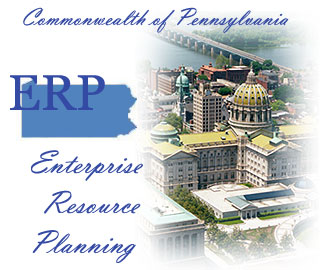 Commonwealth of Pennsylvania
ERP
Enterprise
Resource
Planning